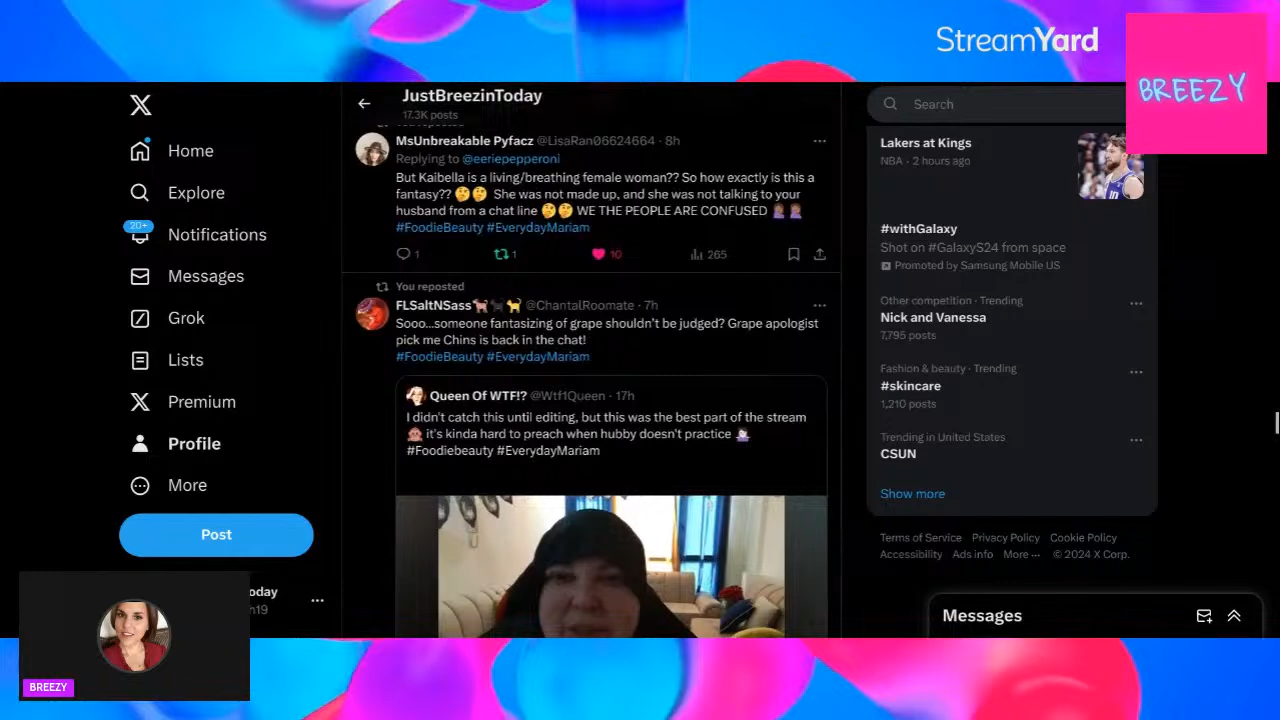 StreamYard
BREEZY
JustBreezinToday
17.3K posts
Search
Home
Explore
20+
Notifications
Messages
Grok
Lists
Premium
Profile
More
Post
oday
n19
BREEZY
MsUnbreakable Pyfacz @LisaRan06624664 · 8h
Replying to @eeriepepperoni
But Kaibella is a living/breathing female woman?? So how exactly is this a
fantasy?? 🤔🤔 She was not made up, and she was not talking to your
husband from a chat line 🤔🤔 WE THE PEOPLE ARE CONFUSED 🤷🏾‍♀️🤷🏾‍♀️
#FoodieBeauty #EverydayMariam
1 1 10 265
You reposted
FLSaltNSass @ChantalRoomate · 7h
Sooo...someone fantasizing of grape shouldn't be judged? Grape apologist
pick me Chins is back in the chat!
#FoodieBeauty #EverydayMariam
Queen Of WTF!? @Wtf1Queen · 17h
I didn't catch this until editing, but this was the best part of the stream
🙊 it's kinda hard to preach when hubby doesn't practice 🤷🏻‍♀️
#Foodiebeauty #EverydayMariam
Lakers at Kings
NBA · 2 hours ago
#withGalaxy
Shot on #GalaxyS24 from space
Promoted by Samsung Mobile US
Other competition · Trending
Nick and Vanessa
7,795 posts
Fashion & beauty · Trending
#skincare
1,210 posts
Trending in United States
CSUN
Show more
Terms of Service Privacy Policy Cookie Policy
Accessibility Ads info More ··· © 2024 X Corp.
Messages